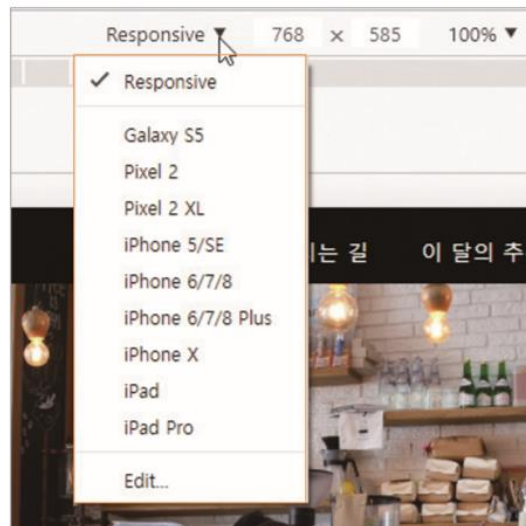 Responsive ▼ 768 × 585 100% ▼
✓ Responsive
Galaxy S5
Pixel 2
Pixel 2 XL
iPhone 5/SE
iPhone 6/7/8
iPhone 6/7/8 Plus
iPhone X
iPad
iPad Pro
Edit...
는 길 이 달의 추